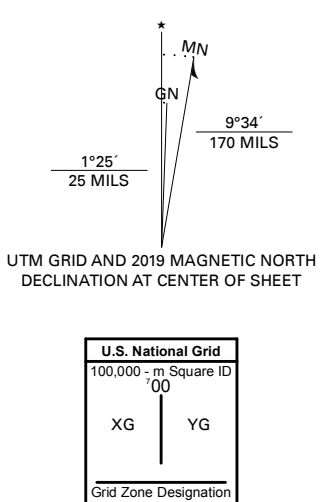 ★
MN
GN
9°34´
170 MILS
1°25´
25 MILS
UTM GRID AND 2019 MAGNETIC NORTH
DECLINATION AT CENTER OF SHEET
U.S. National Grid
100,000 - m Square ID
⁷00
XG YG
Grid Zone Designation